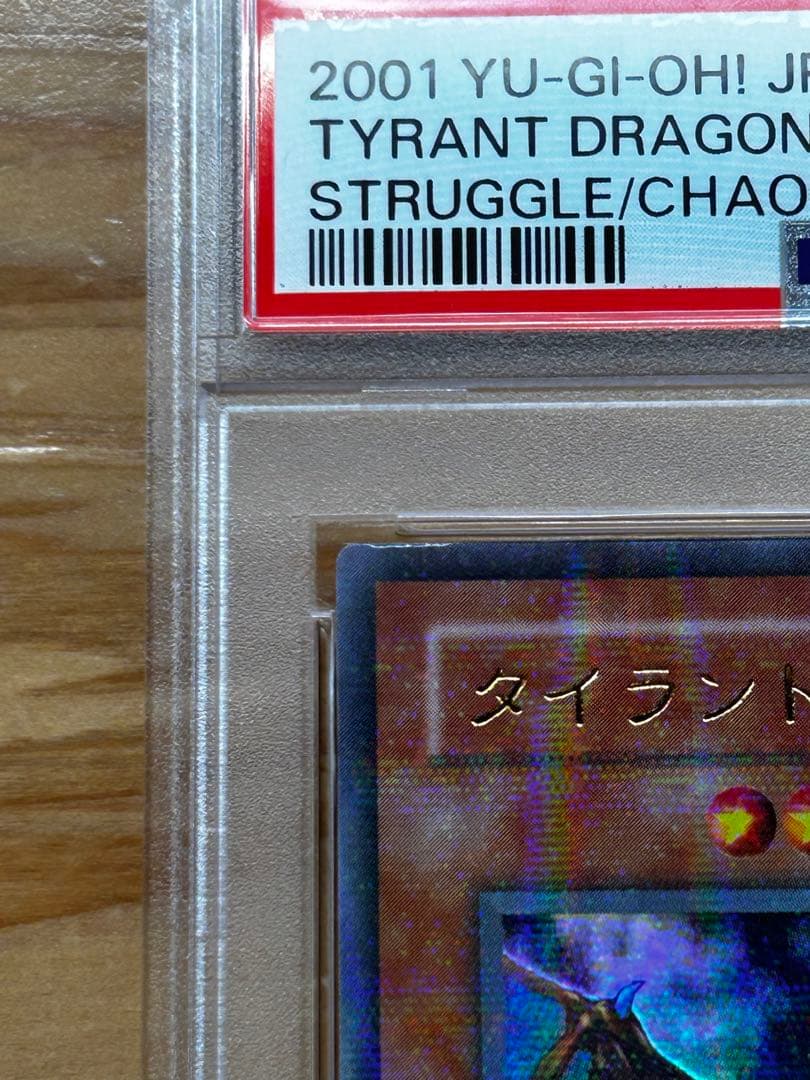 2001 YU-GI-OH! JP
TYRANT DRAGON
STRUGGLE/CHAO
タイラント